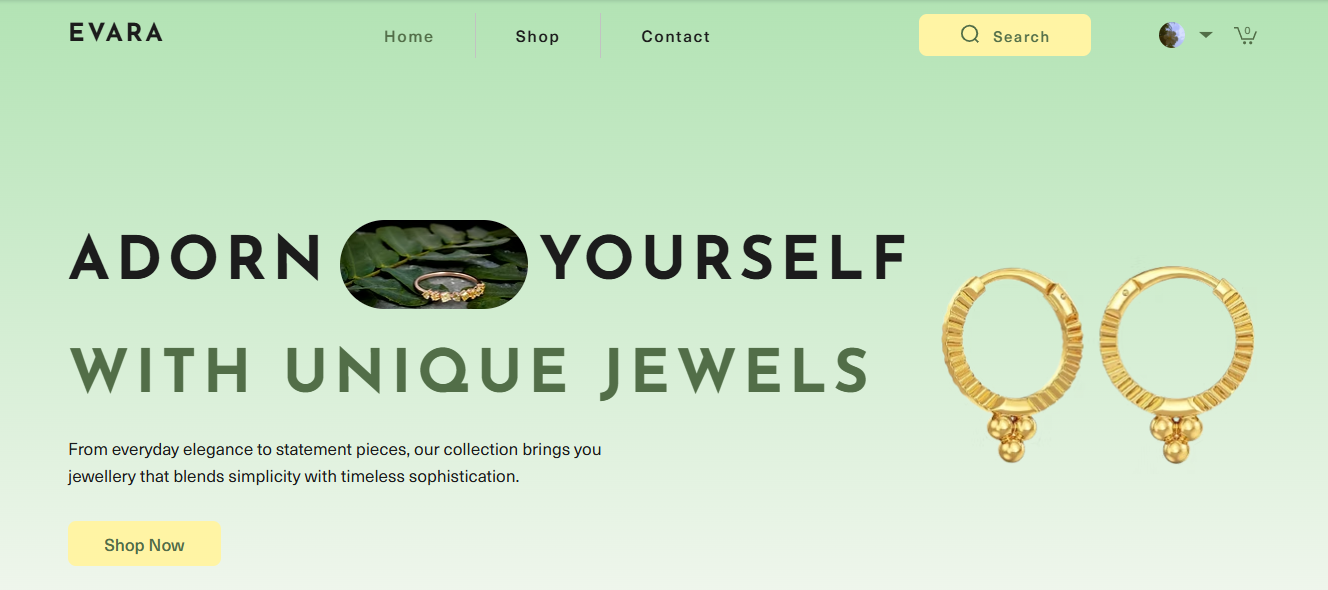 EVARA
Home
Shop
Contact
Search
0
ADORN YOURSELF
WITH UNIQUE JEWELS
From everyday elegance to statement pieces, our collection brings you
jewellery that blends simplicity with timeless sophistication.
Shop Now